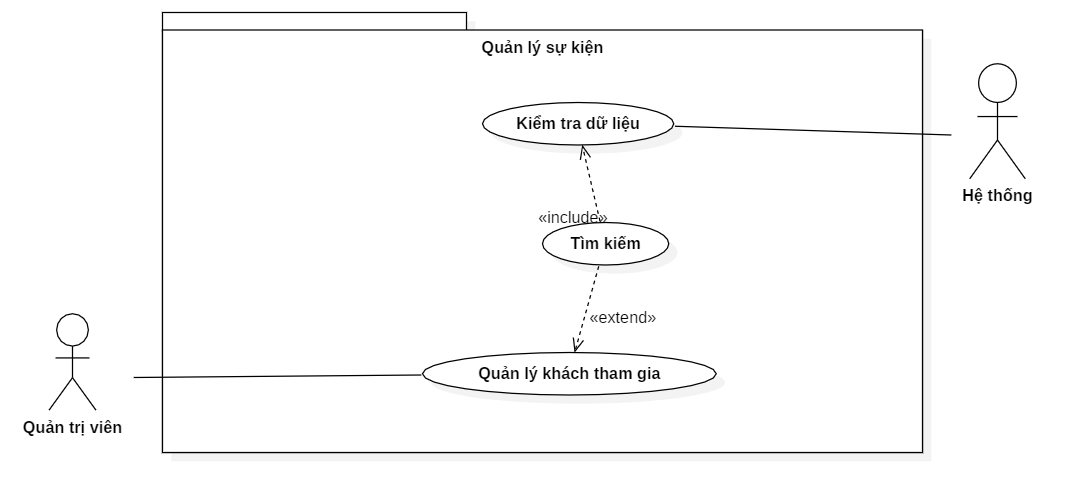 Quản lý sự kiện
Kiểm tra dữ liệu
Hệ thống
«include»
Tìm kiếm
«extend»
Quản lý khách tham gia
Quản trị viên